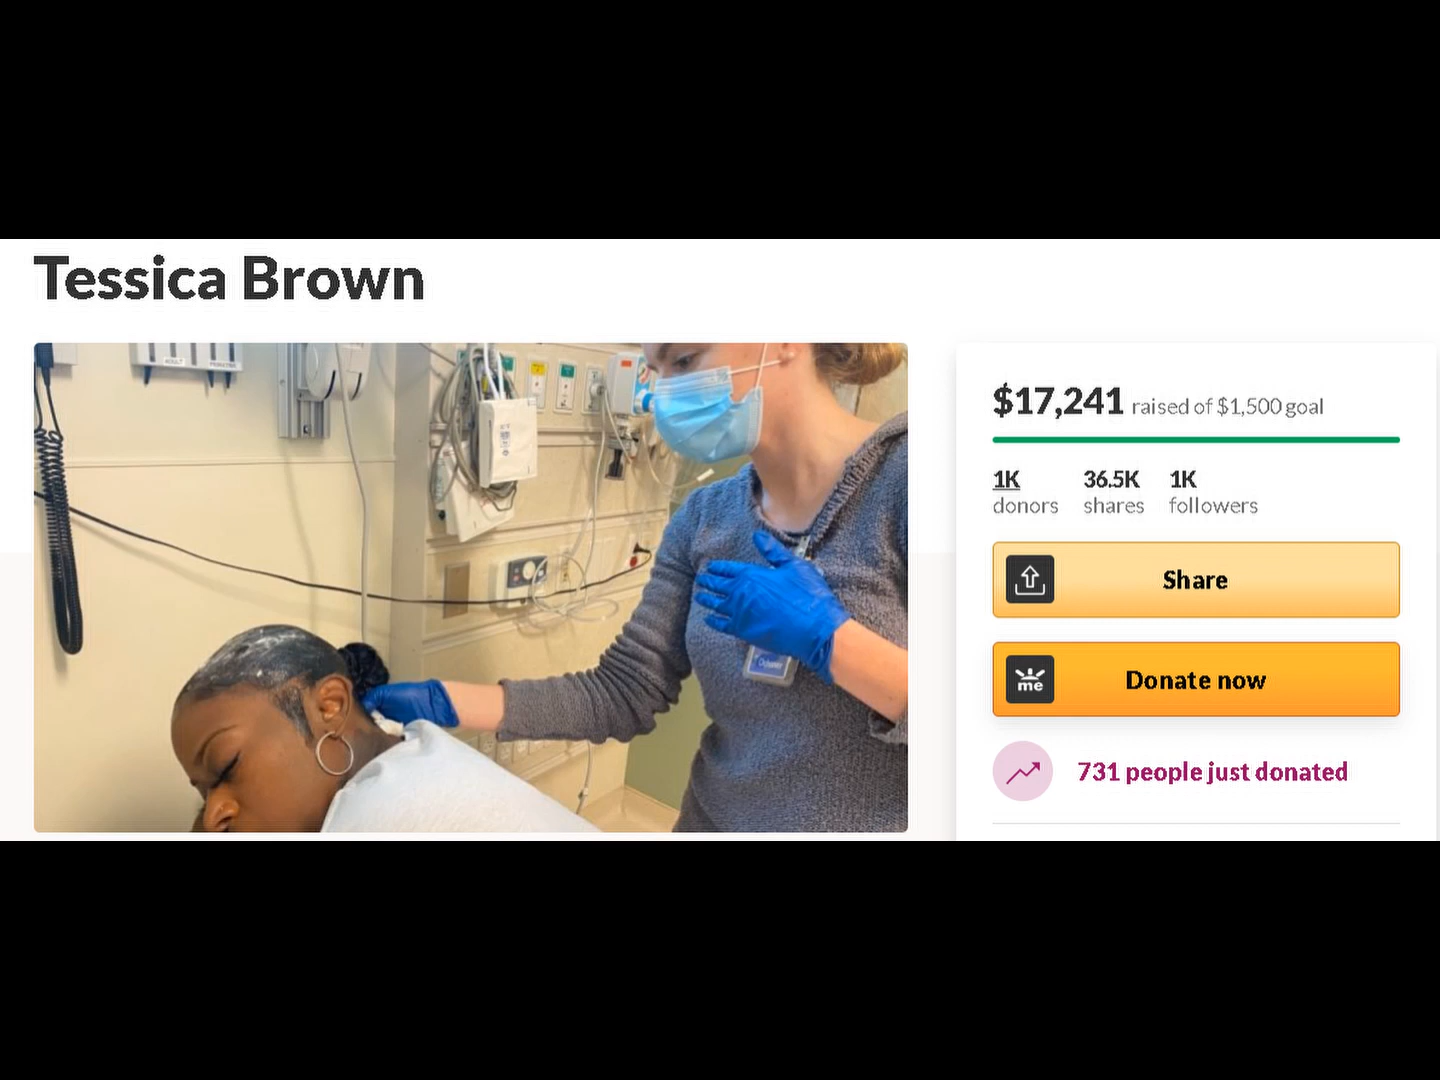 Tessica Brown
ADULT
$17,241 raised of $1,500 goal
1K 36.5K 1K
donors shares followers
Share
me Donate now
731 people just donated